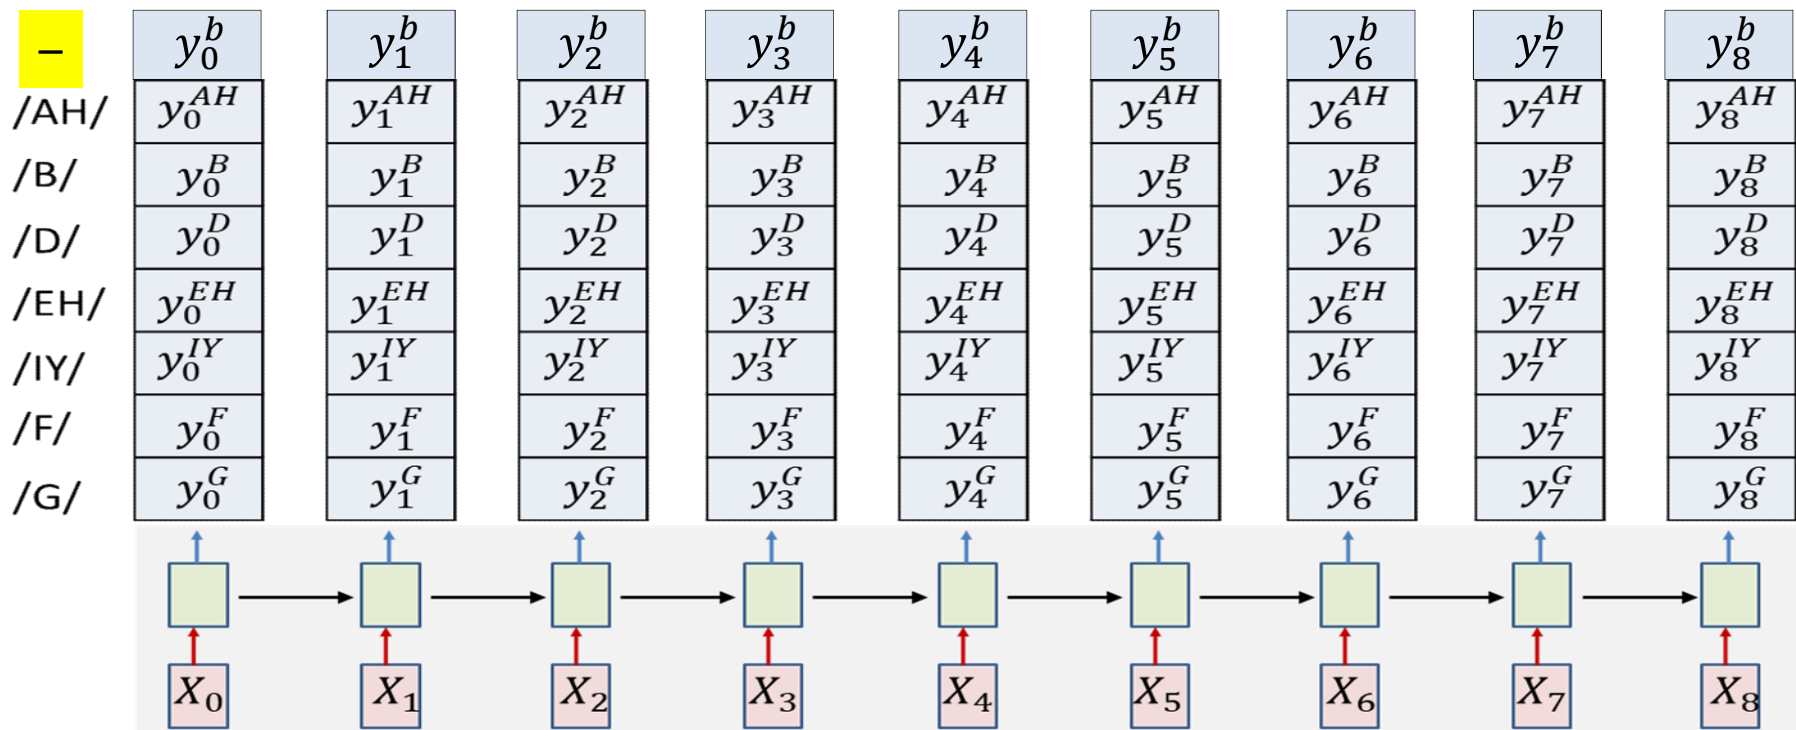 – y_0^b y_1^b y_2^b y_3^b y_4^b y_5^b y_6^b y_7^b y_8^b
/AH/ y_0^{AH} y_1^{AH} y_2^{AH} y_3^{AH} y_4^{AH} y_5^{AH} y_6^{AH} y_7^{AH} y_8^{AH}
/B/ y_0^B y_1^B y_2^B y_3^B y_4^B y_5^B y_6^B y_7^B y_8^B
/D/ y_0^D y_1^D y_2^D y_3^D y_4^D y_5^D y_6^D y_7^D y_8^D
/EH/ y_0^{EH} y_1^{EH} y_2^{EH} y_3^{EH} y_4^{EH} y_5^{EH} y_6^{EH} y_7^{EH} y_8^{EH}
/IY/ y_0^{IY} y_1^{IY} y_2^{IY} y_3^{IY} y_4^{IY} y_5^{IY} y_6^{IY} y_7^{IY} y_8^{IY}
/F/ y_0^F y_1^F y_2^F y_3^F y_4^F y_5^F y_6^F y_7^F y_8^F
/G/ y_0^G y_1^G y_2^G y_3^G y_4^G y_5^G y_6^G y_7^G y_8^G
X_0 X_1 X_2 X_3 X_4 X_5 X_6 X_7 X_8